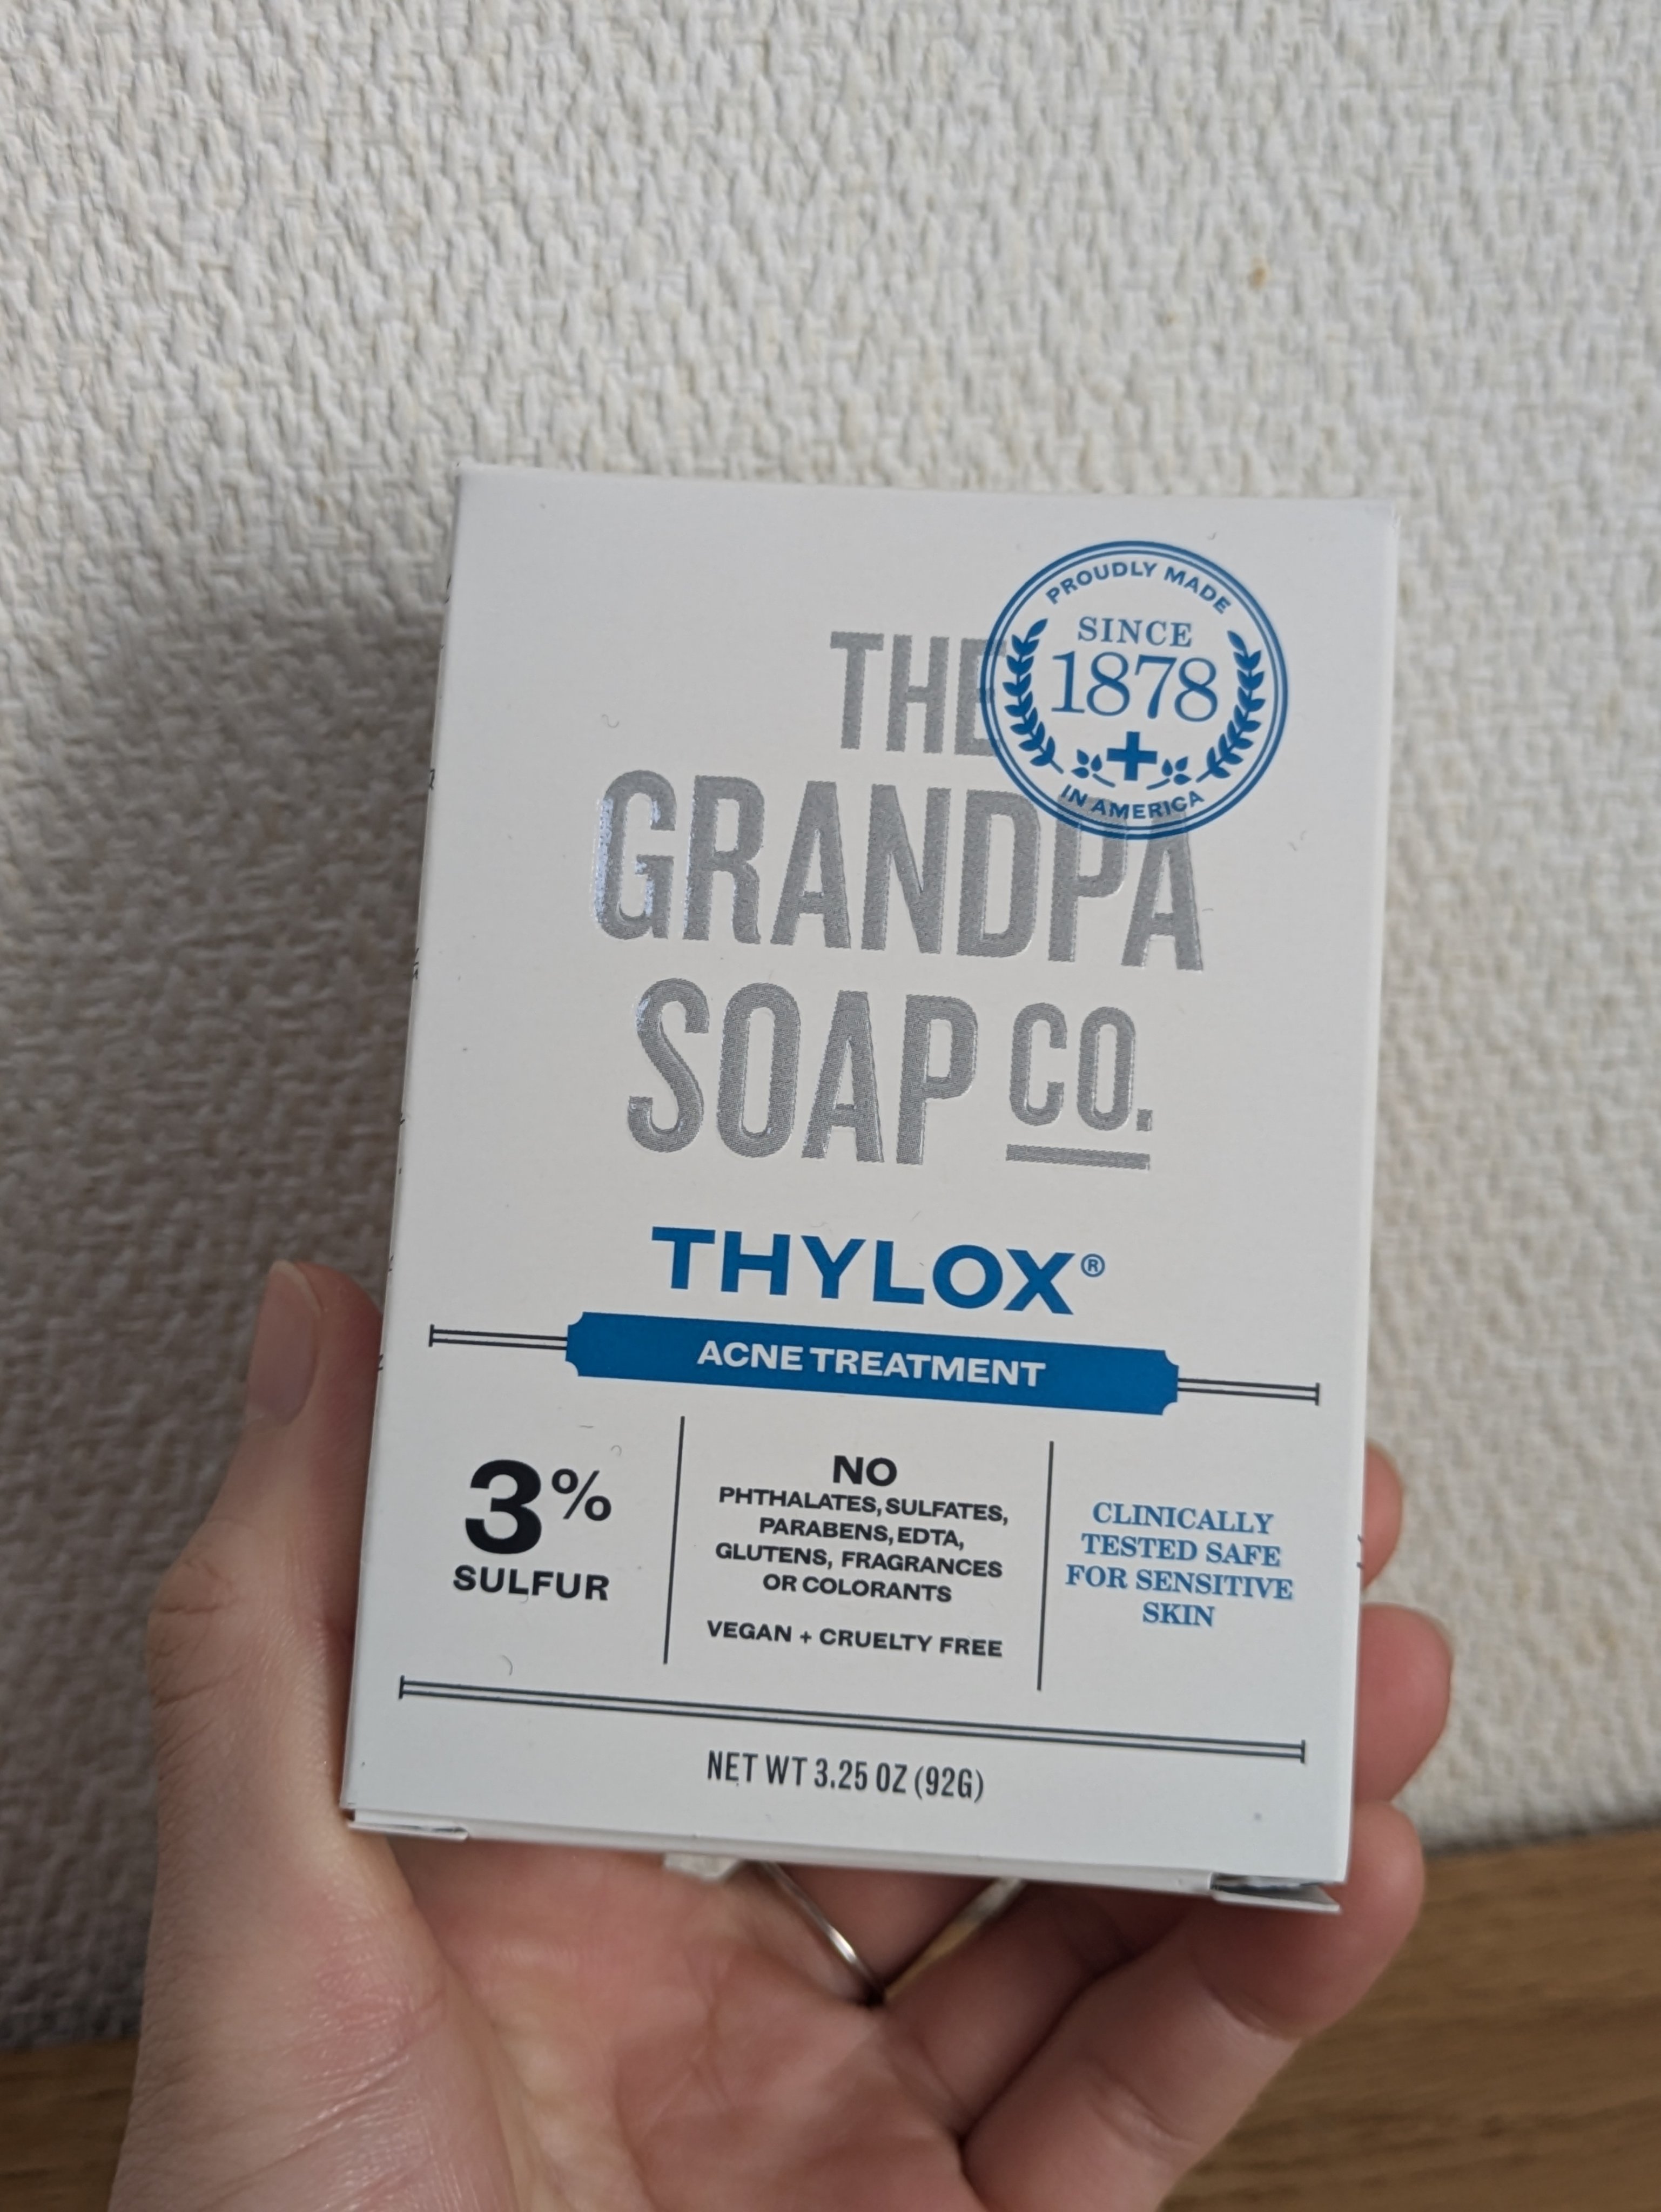 PROUDLY MADE
SINCE
1878
IN AMERICA
THE
GRANDPA
SOAP CO.
THYLOX®
ACNE TREATMENT
3%
SULFUR
NO
PHTHALATES, SULFATES,
PARABENS, EDTA,
GLUTENS, FRAGRANCES
OR COLORANTS
VEGAN + CRUELTY FREE
CLINICALLY
TESTED SAFE
FOR SENSITIVE
SKIN
NET WT 3.25 OZ (92G)